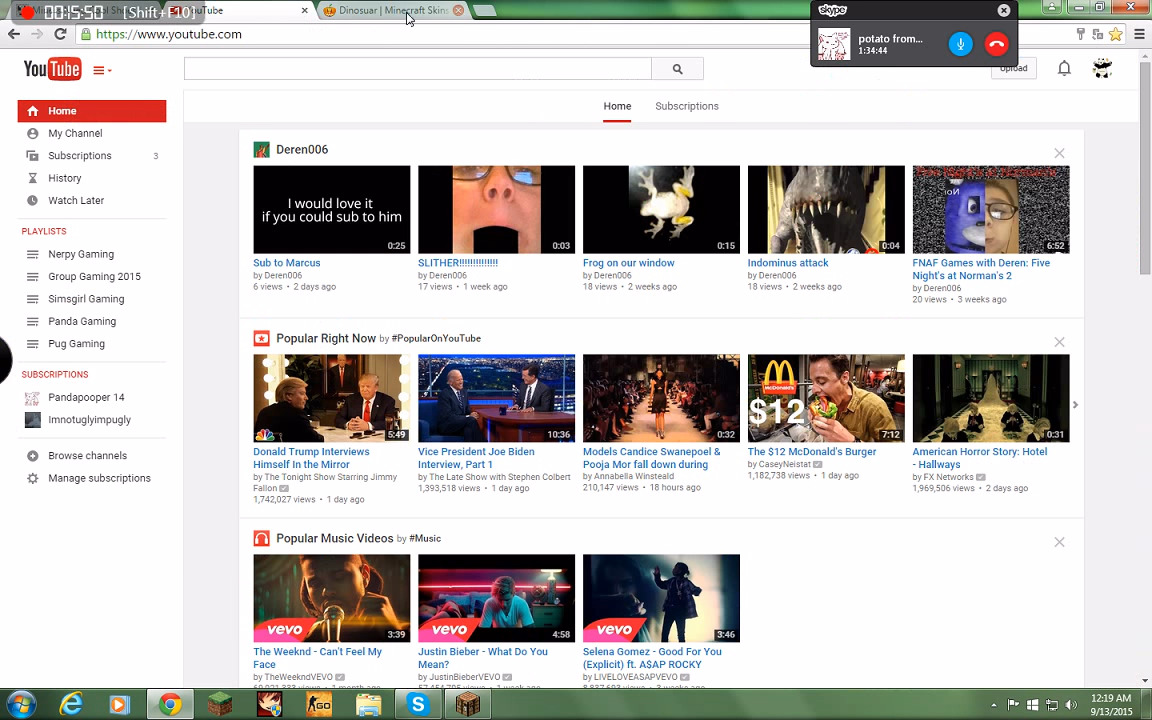 00:15:50 [Shift+F10]
YouTube
Dinosuar | Minecraft Skins
skype
potato from...
1:34:44
https://www.youtube.com
YouTube
Upload
Home Subscriptions
Home
My Channel
Subscriptions 3
History
Watch Later
PLAYLISTS
Nerpy Gaming
Group Gaming 2015
Simsgirl Gaming
Panda Gaming
Pug Gaming
SUBSCRIPTIONS
Pandapooper 14
Imnotuglyimpugly
Browse channels
Manage subscriptions
Deren006
I would love it
if you could sub to him
0:25
Sub to Marcus
by Deren006
6 views • 2 days ago
0:03
SLITHER!!!!!!!!!!!!!!
by Deren006
17 views • 1 week ago
0:15
Frog on our window
by Deren006
18 views • 2 weeks ago
0:04
Indominus attack
by Deren006
18 views • 2 weeks ago
6:52
FNAF Games with Deren: Five
Night's at Norman's 2
by Deren006
20 views • 3 weeks ago
Popular Right Now by #PopularOnYouTube
5:49
Donald Trump Interviews
Himself In the Mirror
by The Tonight Show Starring Jimmy
Fallon
1,742,027 views • 1 day ago
10:36
Vice President Joe Biden
Interview, Part 1
by The Late Show with Stephen Colbert
1,393,518 views • 1 day ago
0:32
Models Candice Swanepoel &
Pooja Mor fall down during
by Annabella Winsteald
210,147 views • 18 hours ago
McDonald's
$12
7:12
The $12 McDonald's Burger
by CaseyNeistat
1,182,738 views • 1 day ago
0:31
American Horror Story: Hotel
- Hallways
by FX Networks
1,969,506 views • 2 days ago
Popular Music Videos by #Music
vevo
3:39
The Weeknd - Can't Feel My
Face
by TheWeekndVEVO
vevo
4:58
Justin Bieber - What Do You
Mean?
by JustinBieberVEVO
vevo
3:46
Selena Gomez - Good For You
(Explicit) ft. A$AP ROCKY
by LIVELOVEASAPVEVO
GO
12:19 AM
9/13/2015